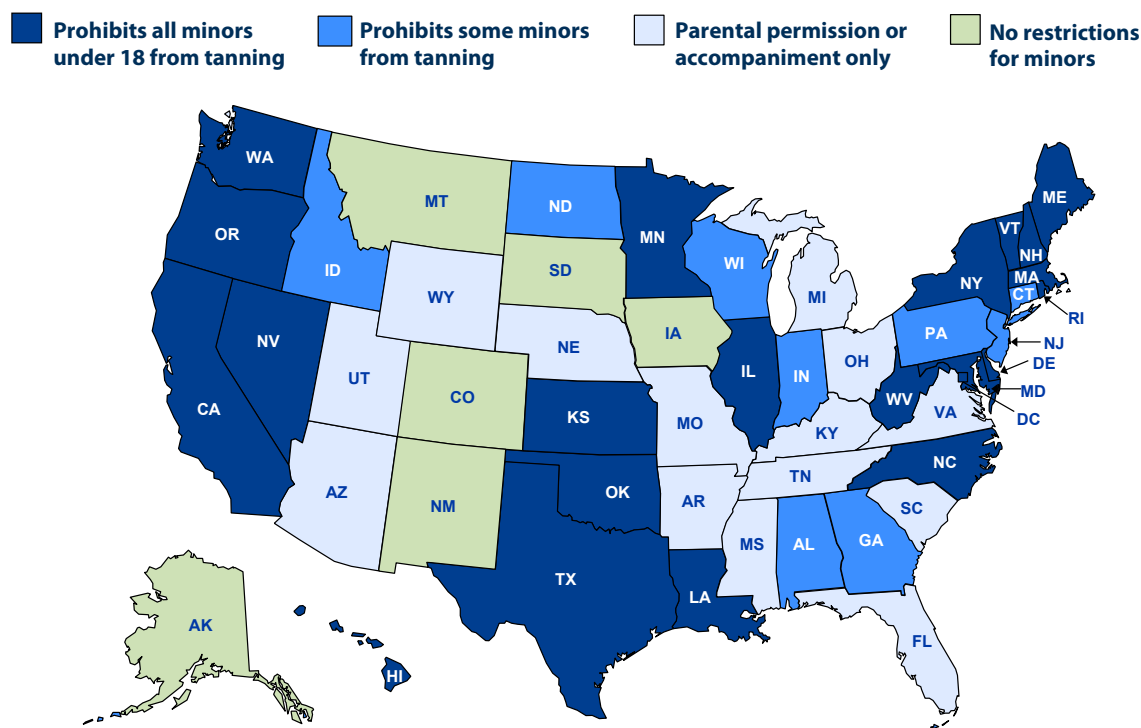 Prohibits all minors
under 18 from tanning
Prohibits some minors
from tanning
Parental permission or
accompaniment only
No restrictions
for minors
WA
OR
CA
NV
ID
MT
WY
UT
AZ
CO
NM
ND
SD
NE
KS
OK
TX
MN
IA
MO
AR
LA
WI
IL
MI
IN
OH
KY
TN
MS
AL
GA
FL
SC
NC
VA
WV
PA
NY
VT
NH
ME
MA
CT
RI
NJ
DE
MD
DC
AK
HI